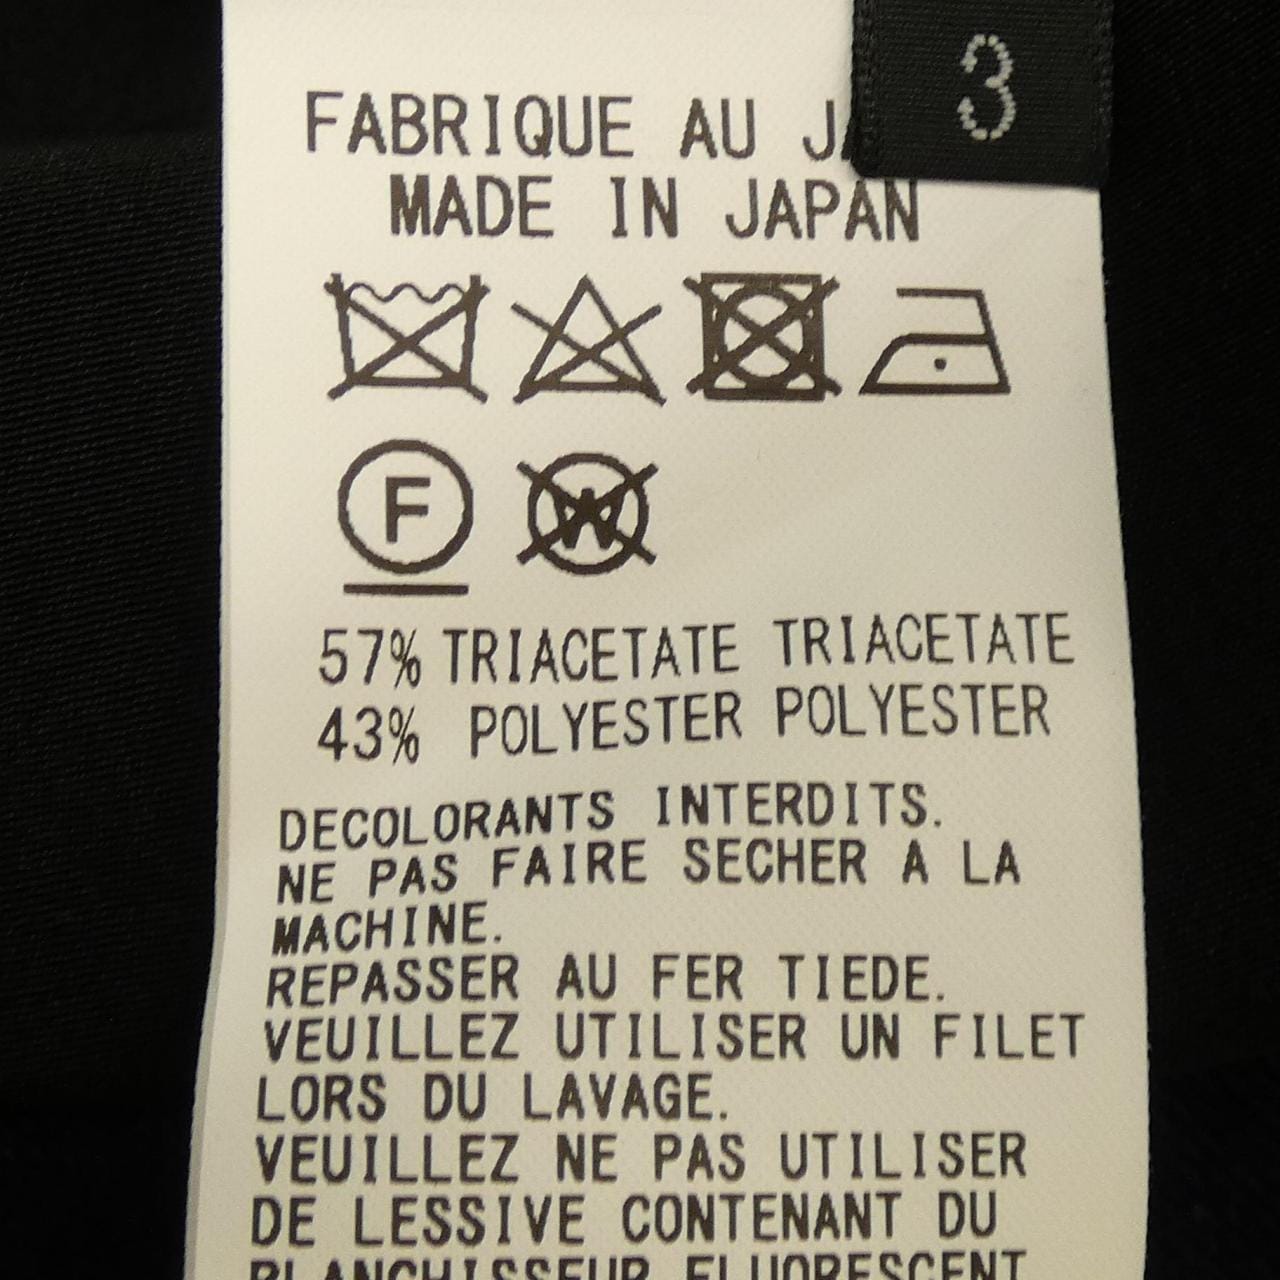 3
FABRIQUE AU
MADE IN JAPAN
F
W
57% TRIACETATE TRIACETATE
43% POLYESTER POLYESTER
DECOLORANTS INTERDITS.
NE PAS FAIRE SECHER A LA
MACHINE.
REPASSER AU FER TIEDE.
VEUILLEZ UTILISER UN FILET
LORS DU LAVAGE.
VEUILLEZ NE PAS UTILISER
DE LESSIVE CONTENANT DU
BLANCHISSEUR FLUORESCENT